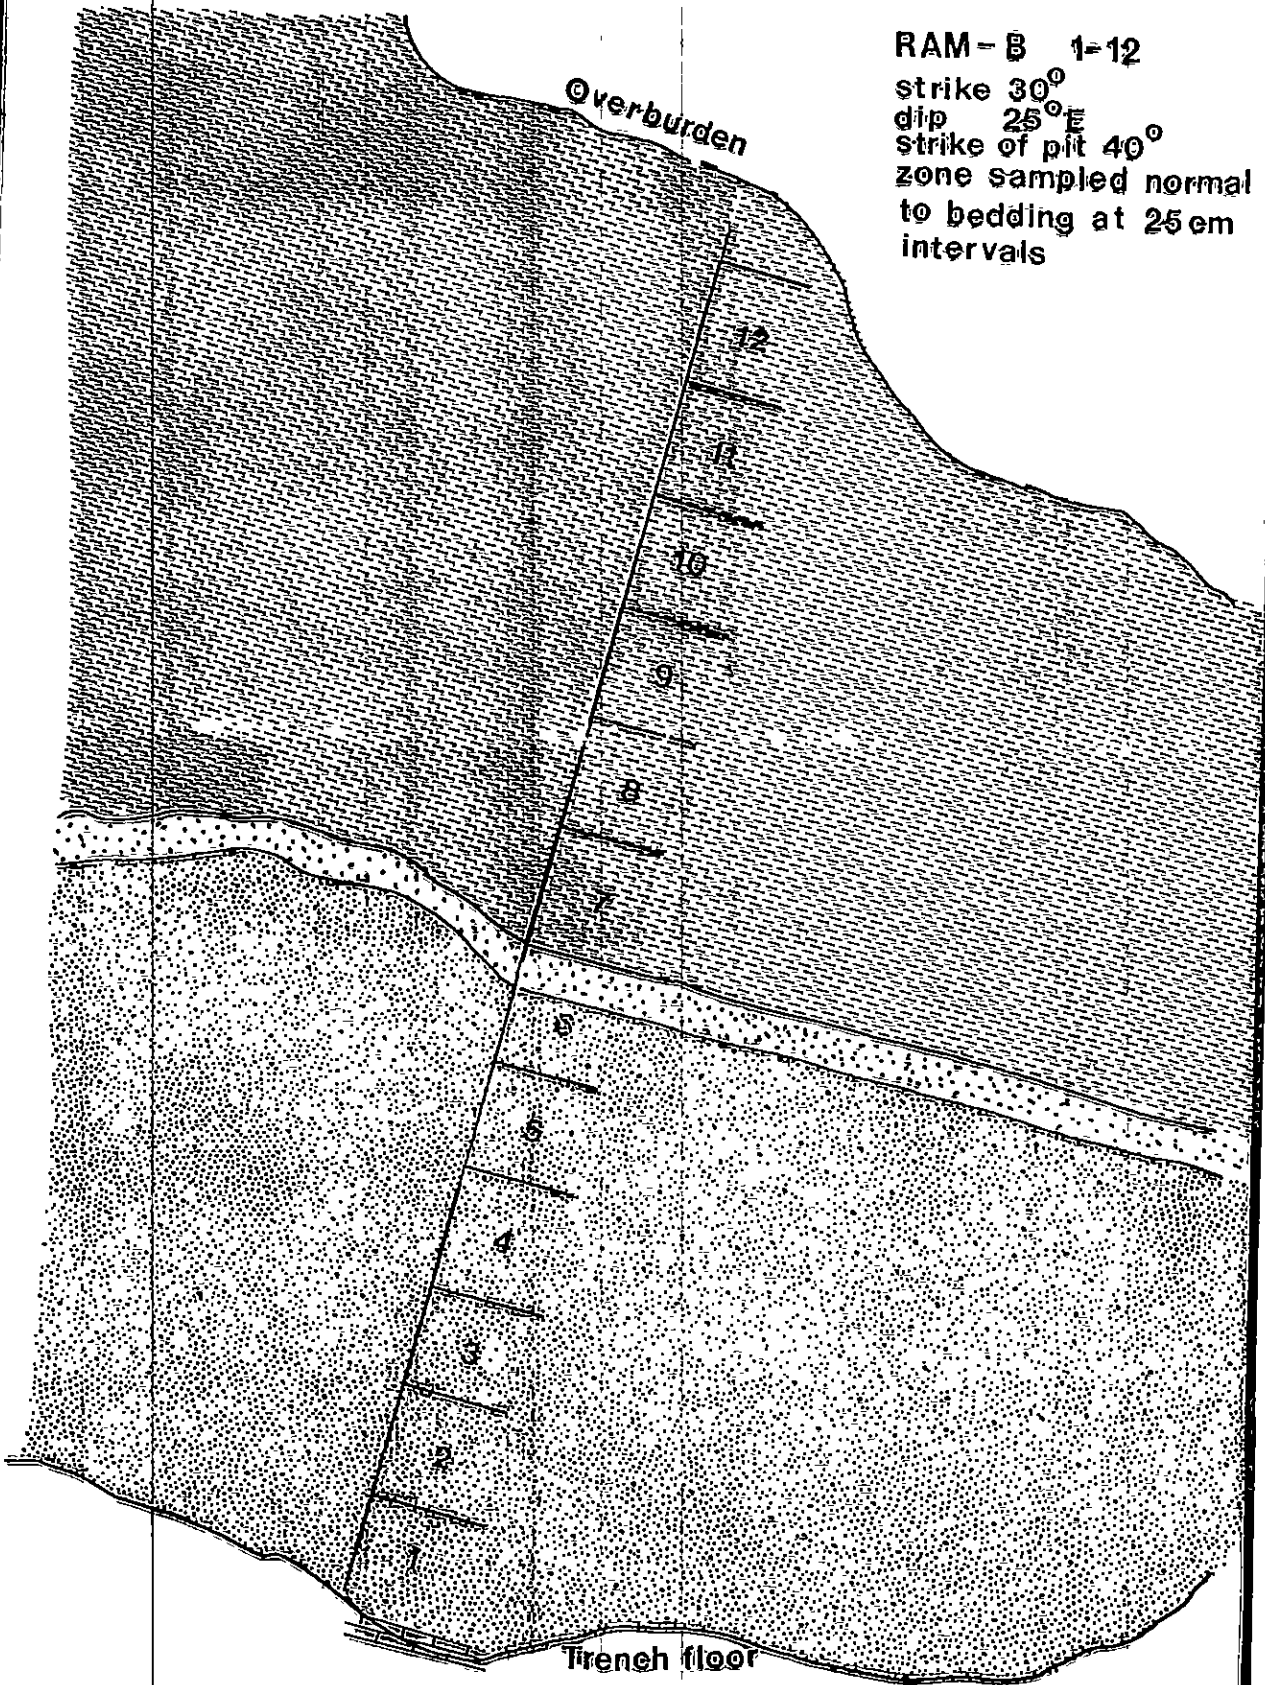 RAM-B 1-12
strike 30°
dip 25°E
strike of pit 40°
zone sampled normal
to bedding at 25cm
intervals
Overburden
12
11
10
9
8
7
6
5
4
3
2
1
Trench floor